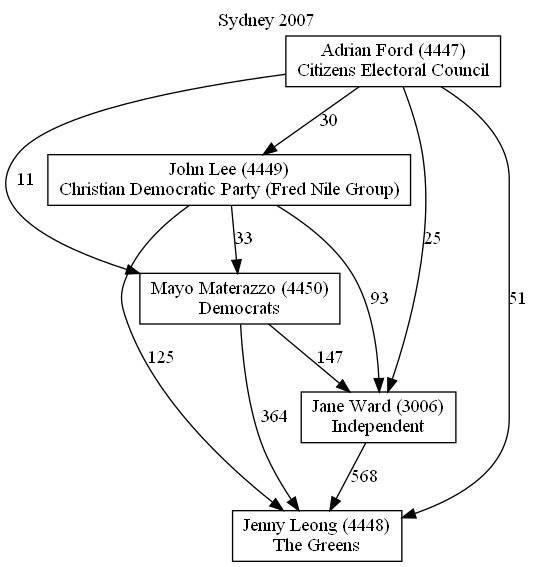 Sydney 2007
Adrian Ford (4447)
Citizens Electoral Council
30
John Lee (4449)
Christian Democratic Party (Fred Nile Group)
11
33
25
Mayo Materazzo (4450)
Democrats
93
51
125
147
Jane Ward (3006)
Independent
364
568
Jenny Leong (4448)
The Greens